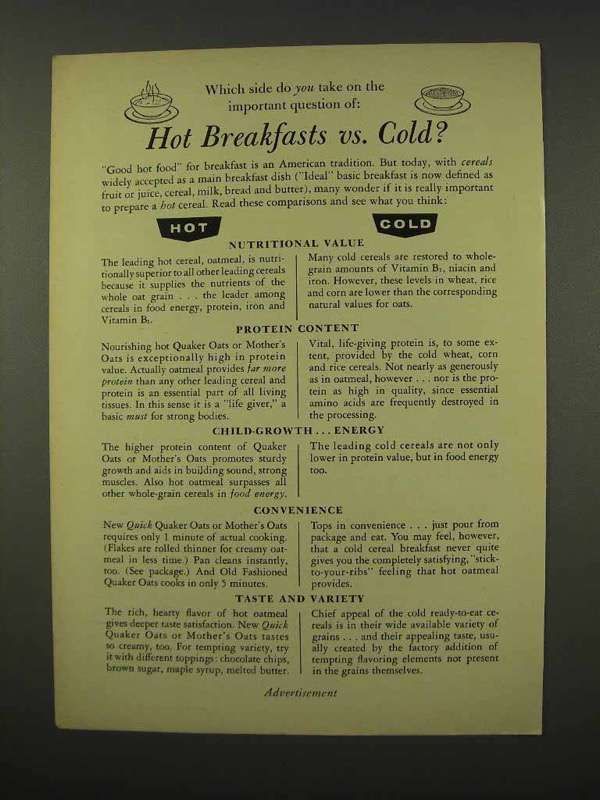 Which side do you take on the
important question of:
Hot Breakfasts vs. Cold?
"Good hot food" for breakfast is an American tradition. But today, with cereals
widely accepted as a main breakfast dish ("Ideal" basic breakfast is now defined as
fruit or juice, cereal, milk, bread and butter), many wonder if it is really important
to prepare a hot cereal. Read these comparisons and see what you think:
HOT
COLD
NUTRITIONAL VALUE
The leading hot cereal, oatmeal, is nutri-
tionally superior to all other leading cereals
because it supplies the nutrients of the
whole oat grain . . . the leader among
cereals in food energy, protein, iron and
Vitamin B₁.
Many cold cereals are restored to whole-
grain amounts of Vitamin B₁, niacin and
iron. However, these levels in wheat, rice
and corn are lower than the corresponding
natural values for oats.
PROTEIN CONTENT
Nourishing hot Quaker Oats or Mother's
Oats is exceptionally high in protein
value. Actually oatmeal provides far more
protein than any other leading cereal and
protein is an essential part of all living
tissues. In this sense it is a "life giver," a
basic must for strong bodies.
Vital, life-giving protein is, to some ex-
tent, provided by the cold wheat, corn
and rice cereals. Not nearly as generously
as in oatmeal, however . . . nor is the pro-
tein as high in quality, since essential
amino acids are frequently destroyed in
the processing.
CHILD-GROWTH . . . ENERGY
The higher protein content of Quaker
Oats or Mother's Oats promotes sturdy
growth and aids in building sound, strong
muscles. Also hot oatmeal surpasses all
other whole-grain cereals in food energy.
The leading cold cereals are not only
lower in protein value, but in food energy
too.
CONVENIENCE
New Quick Quaker Oats or Mother's Oats
requires only 1 minute of actual cooking.
(Flakes are rolled thinner for creamy oat-
meal in less time.) Pan cleans instantly,
too. (See package.) And Old Fashioned
Quaker Oats cooks in only 5 minutes.
Tops in convenience . . . just pour from
package and eat. You may feel, however,
that a cold cereal breakfast never quite
gives you the completely satisfying, "stick-
to-your-ribs" feeling that hot oatmeal
provides.
TASTE AND VARIETY
The rich, hearty flavor of hot oatmeal
gives deeper taste satisfaction. New Quick
Quaker Oats or Mother's Oats tastes
so creamy, too. For tempting variety, try
it with different toppings: chocolate chips,
brown sugar, maple syrup, melted butter.
Chief appeal of the cold ready-to-eat ce-
reals is in their wide available variety of
grains . . . and their appealing taste, usu-
ally created by the factory addition of
tempting flavoring elements not present
in the grains themselves.
Advertisement